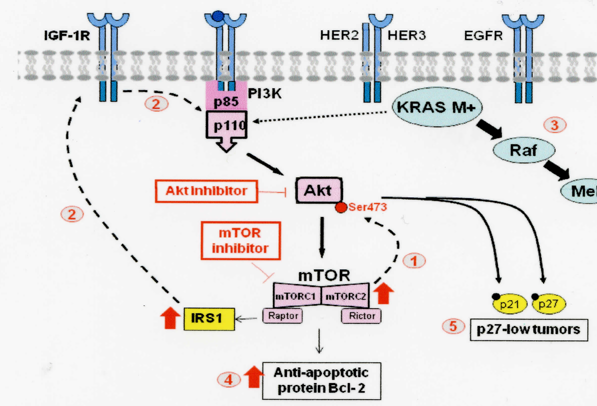 IGF-1R
HER2
HER3
EGFR
PI3K
p85
p110
KRAS M+
2
3
Raf
Akt inhibitor
Akt
Ser473
2
mTOR
inhibitor
1
mTOR
mTORC1
mTORC2
Raptor
Rictor
IRS1
p21
p27
5
p27-low tumors
4
Anti-apoptotic
protein Bcl-2